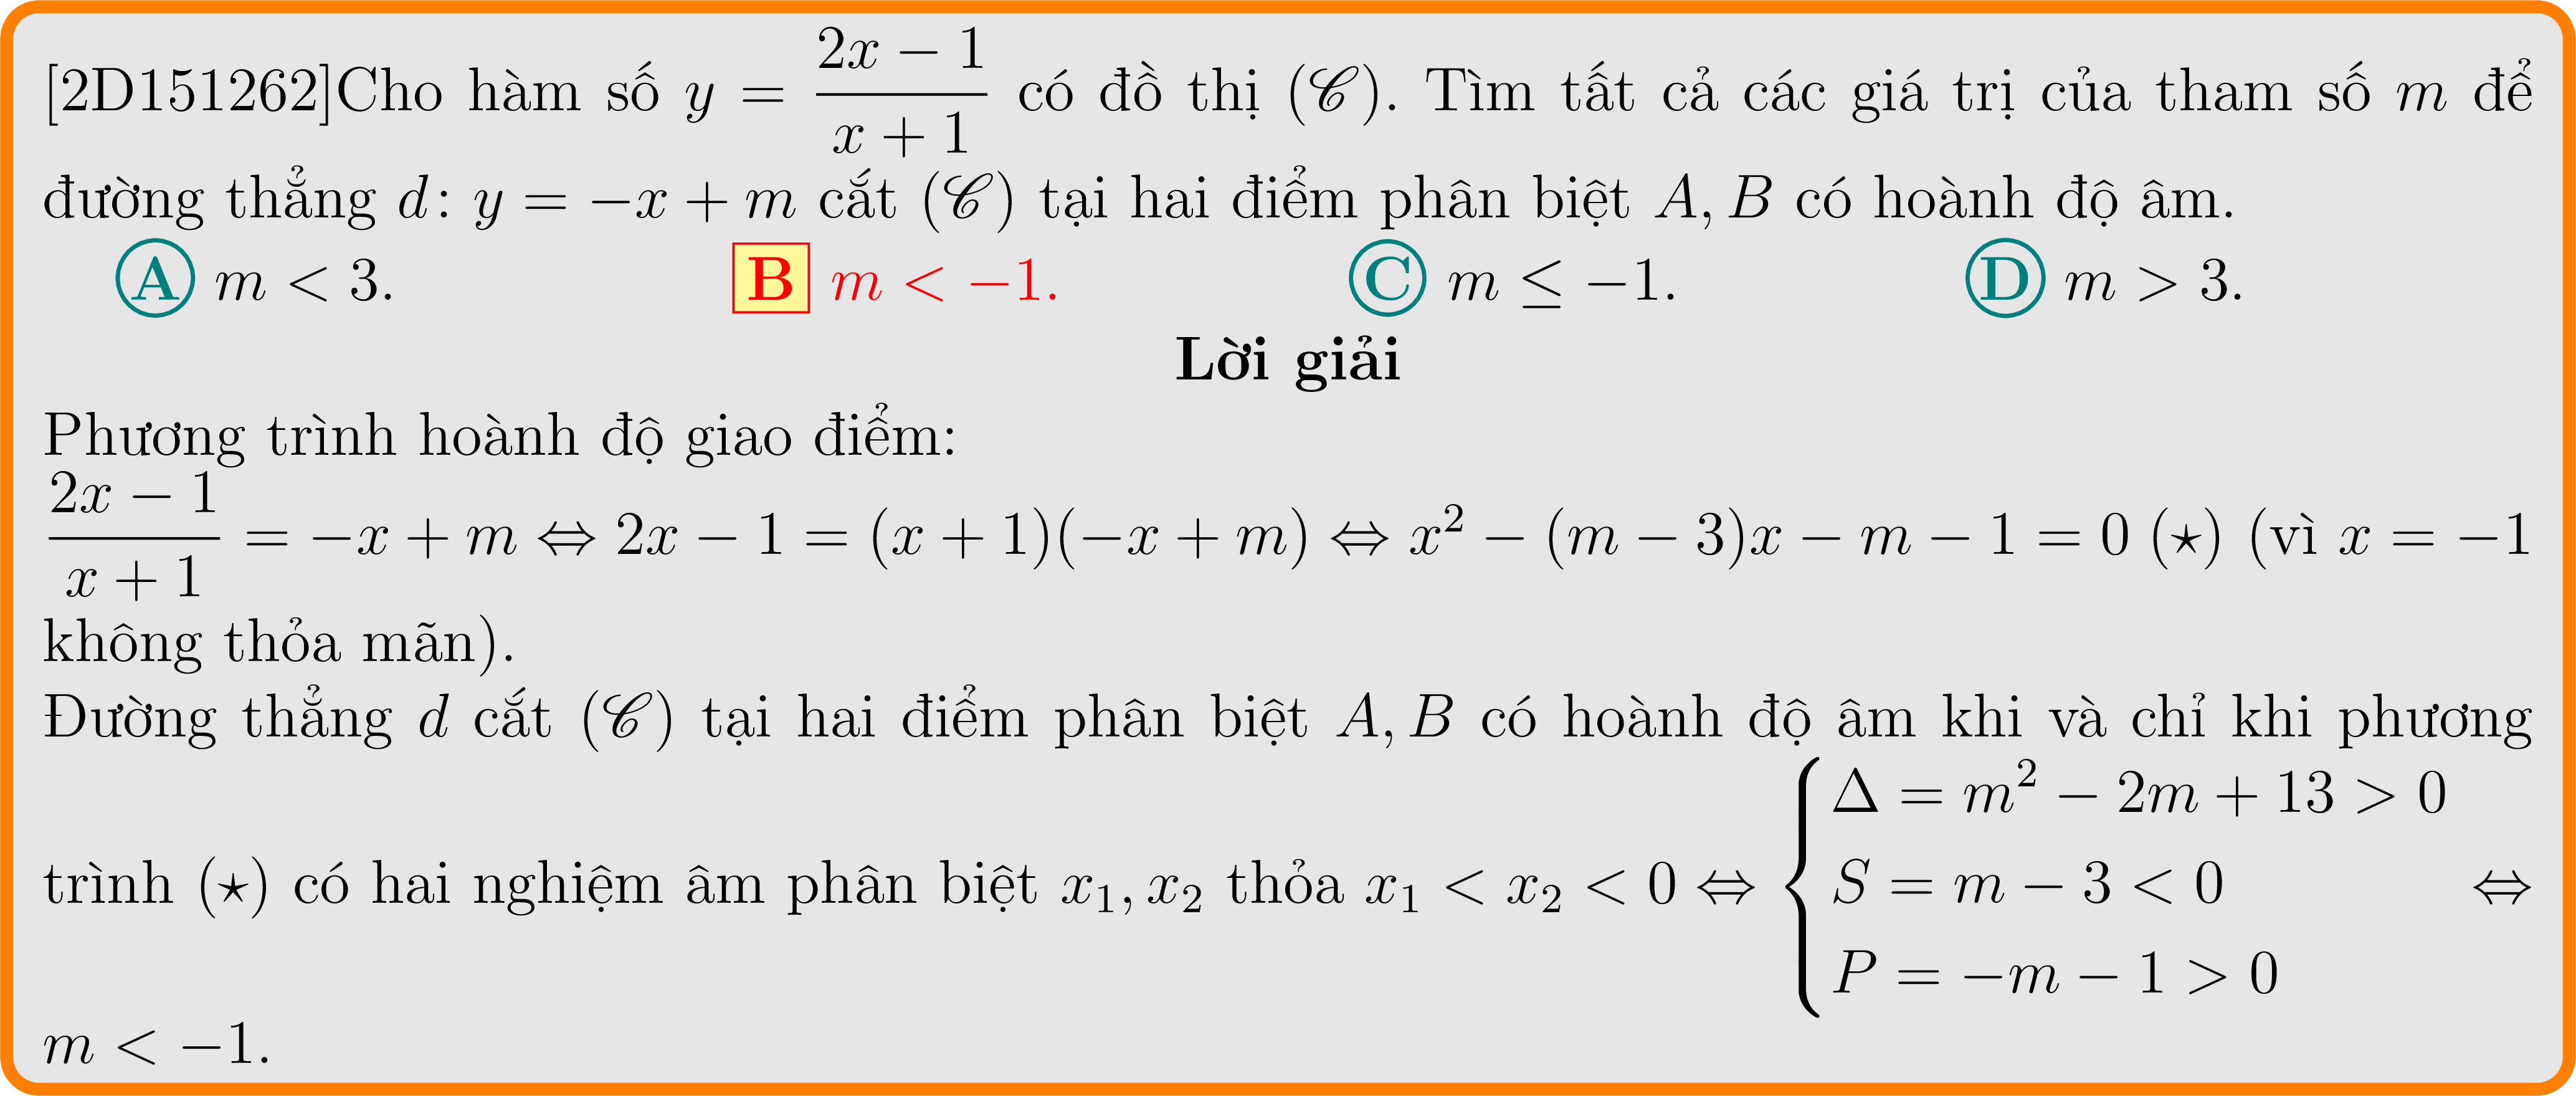 [2D151262]Cho hàm số $y = \dfrac{2x-1}{x+1}$ có đồ thị $(\mathscr{C})$. Tìm tất cả các giá trị của tham số $m$ để
đường thẳng $d\colon y = -x + m$ cắt $(\mathscr{C})$ tại hai điểm phân biệt $A, B$ có hoành độ âm.
A $m < 3$. B $m < -1$. C $m \leq -1$. D $m > 3$.
Lời giải
Phương trình hoành độ giao điểm:
$\dfrac{2x-1}{x+1} = -x + m \Leftrightarrow 2x - 1 = (x+1)(-x+m) \Leftrightarrow x^2 - (m-3)x - m - 1 = 0$ $(\star)$ (vì $x = -1$
không thỏa mãn).
Đường thẳng $d$ cắt $(\mathscr{C})$ tại hai điểm phân biệt $A, B$ có hoành độ âm khi và chỉ khi phương
trình $(\star)$ có hai nghiệm âm phân biệt $x_1, x_2$ thỏa $x_1 < x_2 < 0 \Leftrightarrow \begin{cases} \Delta = m^2 - 2m + 13 > 0 \\ S = m - 3 < 0 \\ P = -m - 1 > 0 \end{cases} \Leftrightarrow$
$m < -1$.